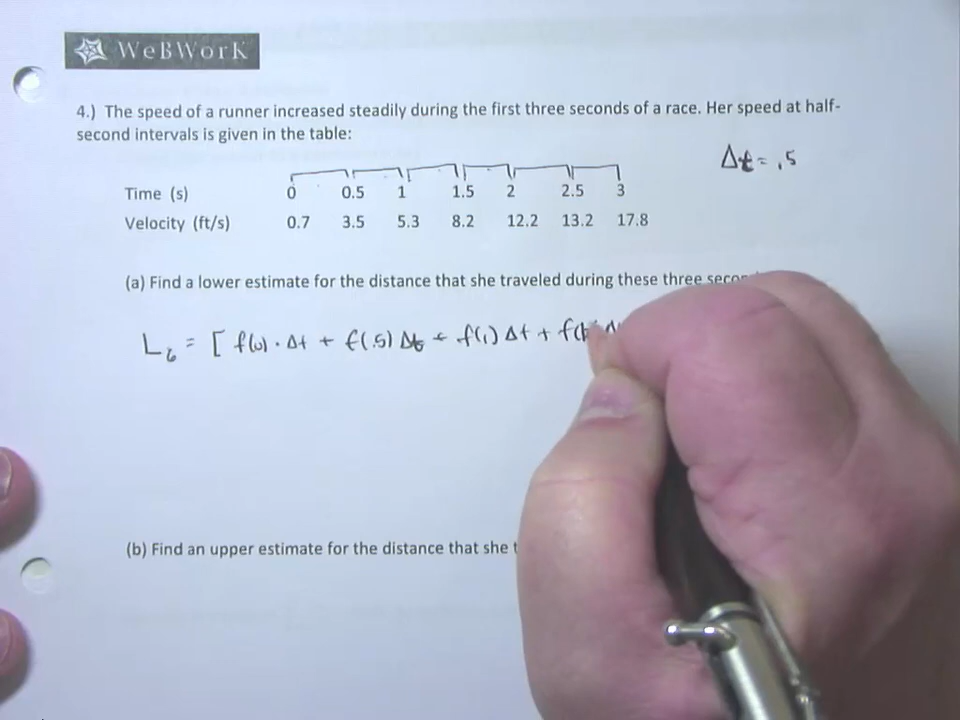 WeBWorK
4.) The speed of a runner increased steadily during the first three seconds of a race. Her speed at half-
second intervals is given in the table:
Δt = .5
Time (s) 0 0.5 1 1.5 2 2.5 3
Velocity (ft/s) 0.7 3.5 5.3 8.2 12.2 13.2 17.8
(a) Find a lower estimate for the distance that she traveled during these three
L6 = [ f(0) · Δt + f(.5) Δt + f(1) Δt +
(b) Find an upper estimate for the distance that she